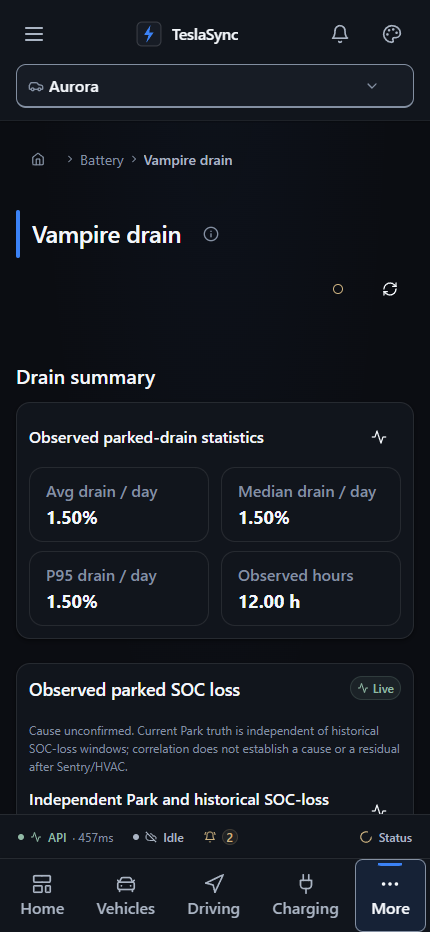 TeslaSync
Aurora
Battery Vampire drain
Vampire drain
Drain summary
Observed parked-drain statistics
Avg drain / day
1.50%
Median drain / day
1.50%
P95 drain / day
1.50%
Observed hours
12.00 h
Observed parked SOC loss
Live
Cause unconfirmed. Current Park truth is independent of historical
SOC-loss windows; correlation does not establish a cause or a residual
after Sentry/HVAC.
Independent Park and historical SOC-loss
API · 457ms Idle 2 Status
Home Vehicles Driving Charging More